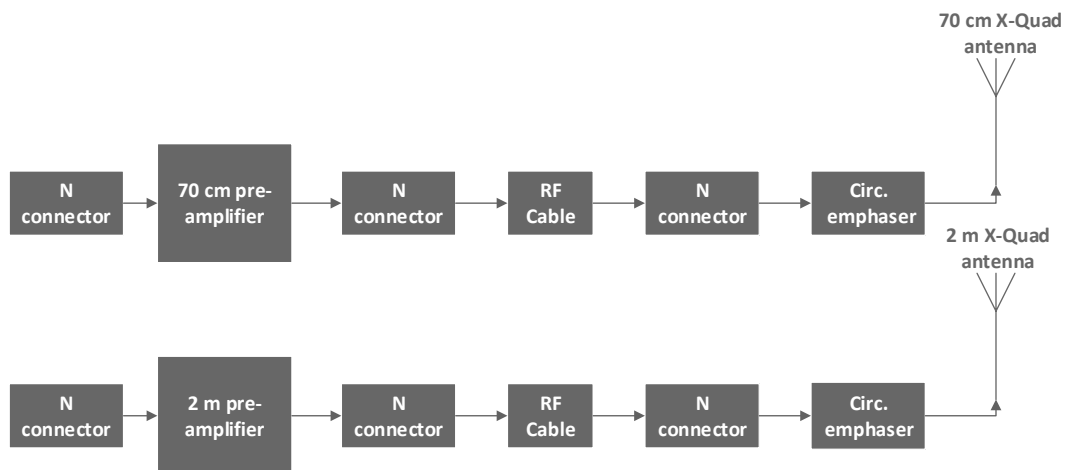 70 cm X-Quad
antenna
N
connector
70 cm pre-
amplifier
N
connector
RF
Cable
N
connector
Circ.
emphaser
2 m X-Quad
antenna
N
connector
2 m pre-
amplifier
N
connector
RF
Cable
N
connector
Circ.
emphaser